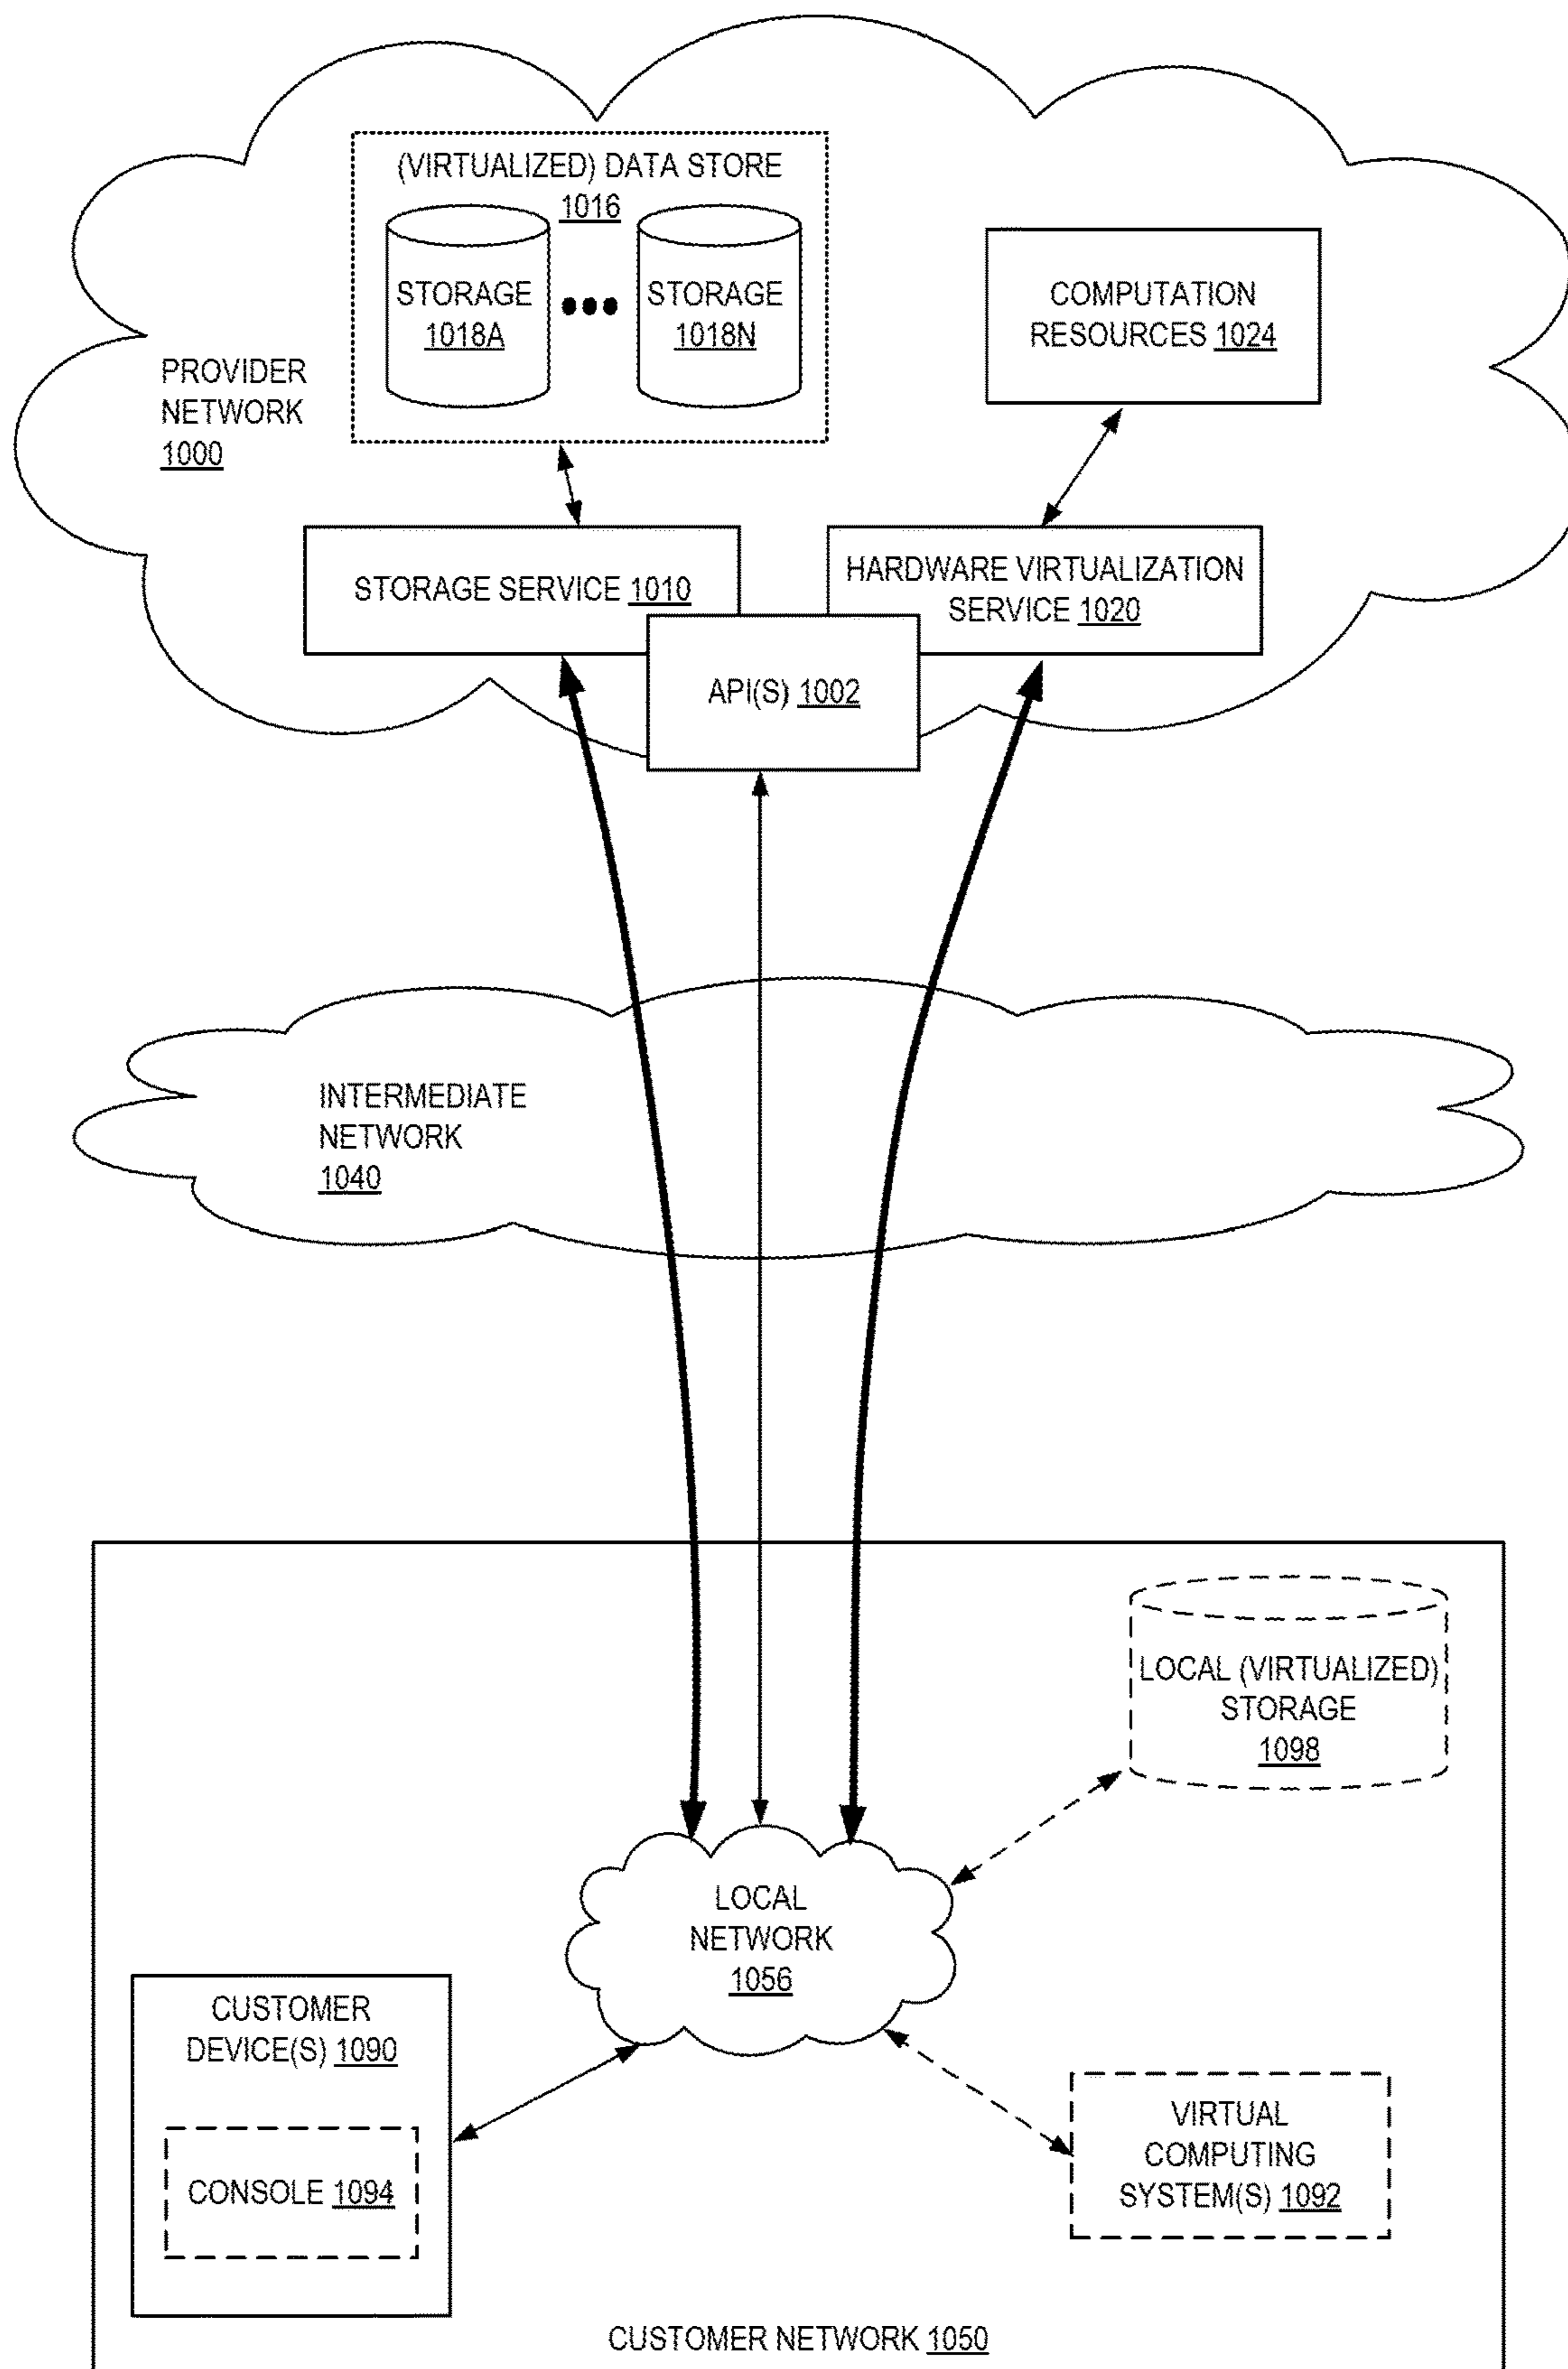 (VIRTUALIZED) DATA STORE
1016
STORAGE
1018A
STORAGE
1018N
COMPUTATION
RESOURCES 1024
PROVIDER
NETWORK
1000
STORAGE SERVICE 1010
HARDWARE VIRTUALIZATION
SERVICE 1020
API(S) 1002
INTERMEDIATE
NETWORK
1040
LOCAL (VIRTUALIZED)
STORAGE
1098
LOCAL
NETWORK
1056
CUSTOMER
DEVICE(S) 1090
CONSOLE 1094
VIRTUAL
COMPUTING
SYSTEM(S) 1092
CUSTOMER NETWORK 1050